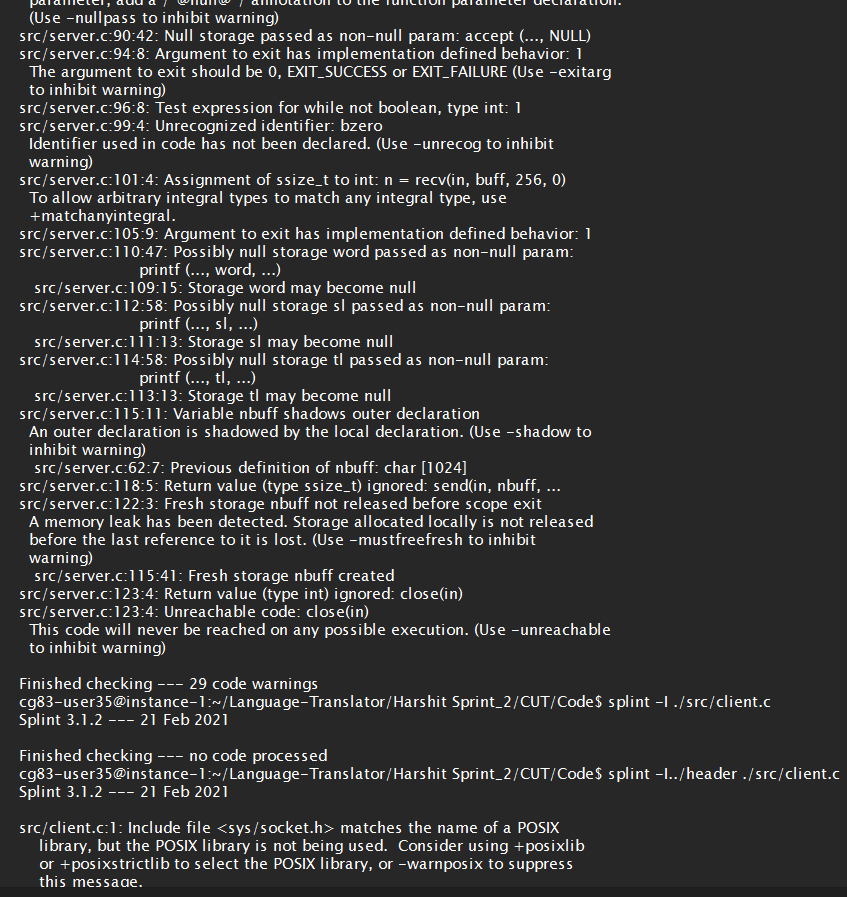 parameter, add a /*@null@*/ annotation to the function parameter declaration.
(Use -nullpass to inhibit warning)
src/server.c:90:42: Null storage passed as non-null param: accept (..., NULL)
src/server.c:94:8: Argument to exit has implementation defined behavior: 1
The argument to exit should be 0, EXIT_SUCCESS or EXIT_FAILURE (Use -exitarg
to inhibit warning)
src/server.c:96:8: Test expression for while not boolean, type int: 1
src/server.c:99:4: Unrecognized identifier: bzero
Identifier used in code has not been declared. (Use -unrecog to inhibit
warning)
src/server.c:101:4: Assignment of ssize_t to int: n = recv(in, buff, 256, 0)
To allow arbitrary integral types to match any integral type, use
+matchanyintegral.
src/server.c:105:9: Argument to exit has implementation defined behavior: 1
src/server.c:110:47: Possibly null storage word passed as non-null param:
printf (..., word, ...)
src/server.c:109:15: Storage word may become null
src/server.c:112:58: Possibly null storage sl passed as non-null param:
printf (..., sl, ...)
src/server.c:111:13: Storage sl may become null
src/server.c:114:58: Possibly null storage tl passed as non-null param:
printf (..., tl, ...)
src/server.c:113:13: Storage tl may become null
src/server.c:115:11: Variable nbuff shadows outer declaration
An outer declaration is shadowed by the local declaration. (Use -shadow to
inhibit warning)
src/server.c:62:7: Previous definition of nbuff: char [1024]
src/server.c:118:5: Return value (type ssize_t) ignored: send(in, nbuff, ...
src/server.c:122:3: Fresh storage nbuff not released before scope exit
A memory leak has been detected. Storage allocated locally is not released
before the last reference to it is lost. (Use -mustfreefresh to inhibit
warning)
src/server.c:115:41: Fresh storage nbuff created
src/server.c:123:4: Return value (type int) ignored: close(in)
src/server.c:123:4: Unreachable code: close(in)
This code will never be reached on any possible execution. (Use -unreachable
to inhibit warning)
Finished checking --- 29 code warnings
cg83-user35@instance-1:~/Language-Translator/Harshit Sprint_2/CUT/Code$ splint -I ./src/client.c
Splint 3.1.2 --- 21 Feb 2021
Finished checking --- no code processed
cg83-user35@instance-1:~/Language-Translator/Harshit Sprint_2/CUT/Code$ splint -I../header ./src/client.c
Splint 3.1.2 --- 21 Feb 2021
src/client.c:1: Include file <sys/socket.h> matches the name of a POSIX
library, but the POSIX library is not being used.  Consider using +posixlib
or +posixstrictlib to select the POSIX library, or -warnposix to suppress
this message.